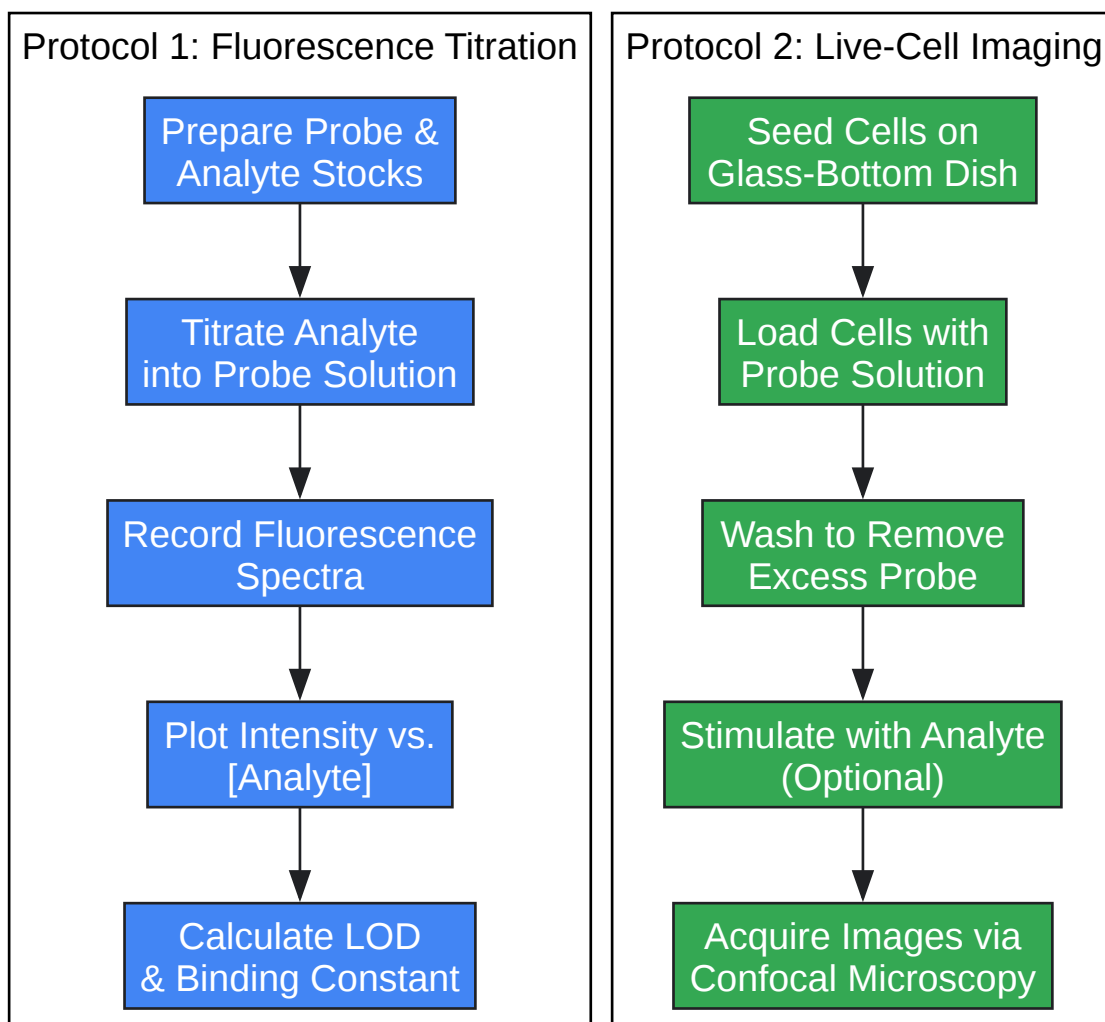 Protocol 1: Fluorescence Titration
Prepare Probe &
Analyte Stocks
Titrate Analyte
into Probe Solution
Record Fluorescence
Spectra
Plot Intensity vs.
[Analyte]
Calculate LOD
& Binding Constant
Protocol 2: Live-Cell Imaging
Seed Cells on
Glass-Bottom Dish
Load Cells with
Probe Solution
Wash to Remove
Excess Probe
Stimulate with Analyte
(Optional)
Acquire Images via
Confocal Microscopy